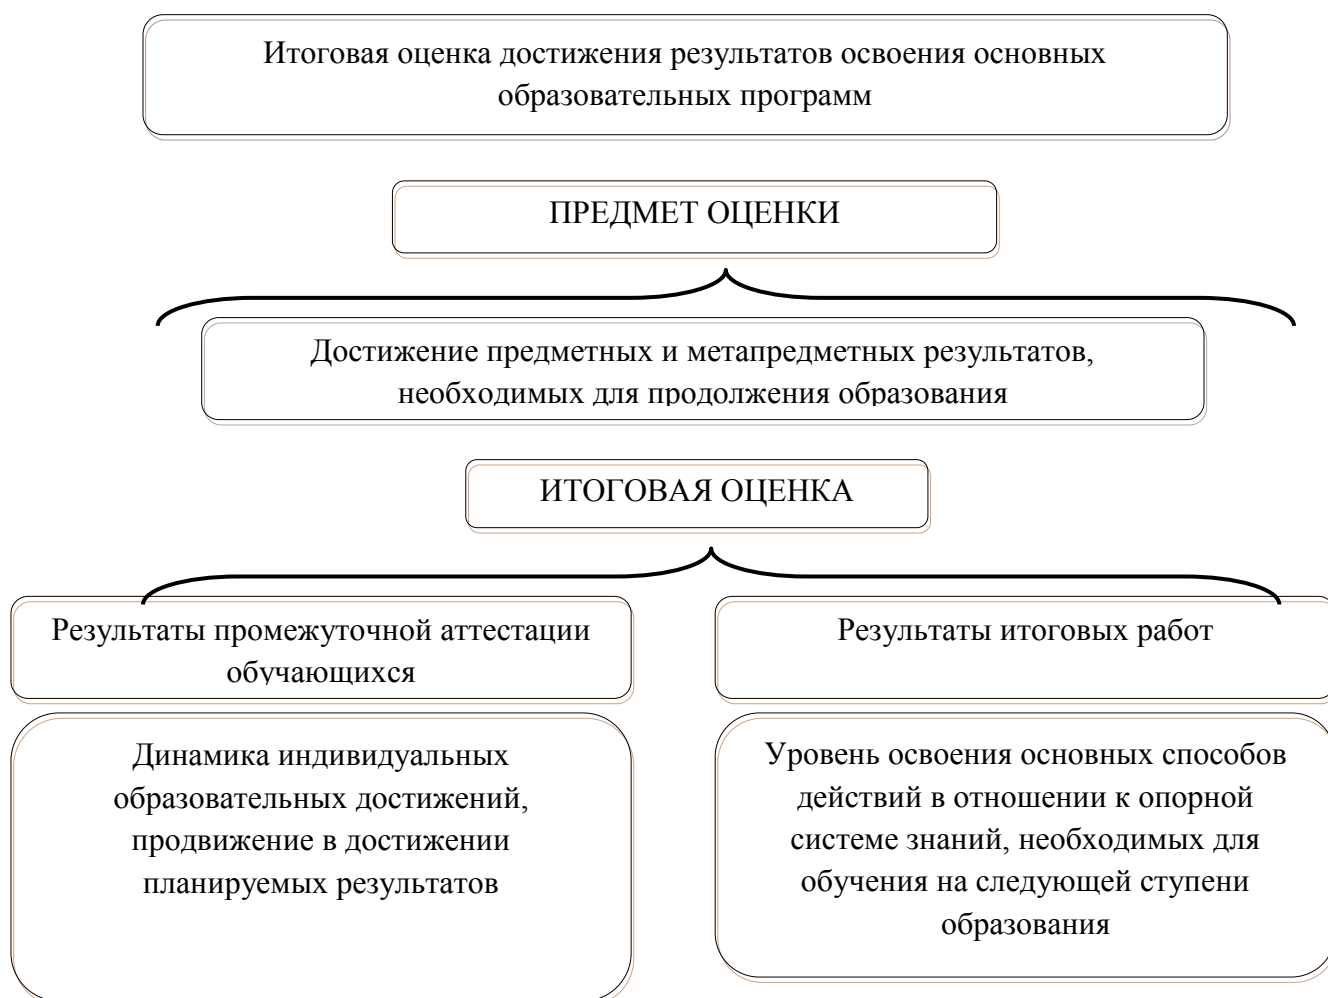 Итоговая оценка достижения результатов освоения основных
образовательных программ
ПРЕДМЕТ ОЦЕНКИ
Достижение предметных и метапредметных результатов,
необходимых для продолжения образования
ИТОГОВАЯ ОЦЕНКА
Результаты промежуточной аттестации
обучающихся
Результаты итоговых работ
Динамика индивидуальных
образовательных достижений,
продвижение в достижении
планируемых результатов
Уровень освоения основных способов
действий в отношении к опорной
системе знаний, необходимых для
обучения на следующей ступени
образования